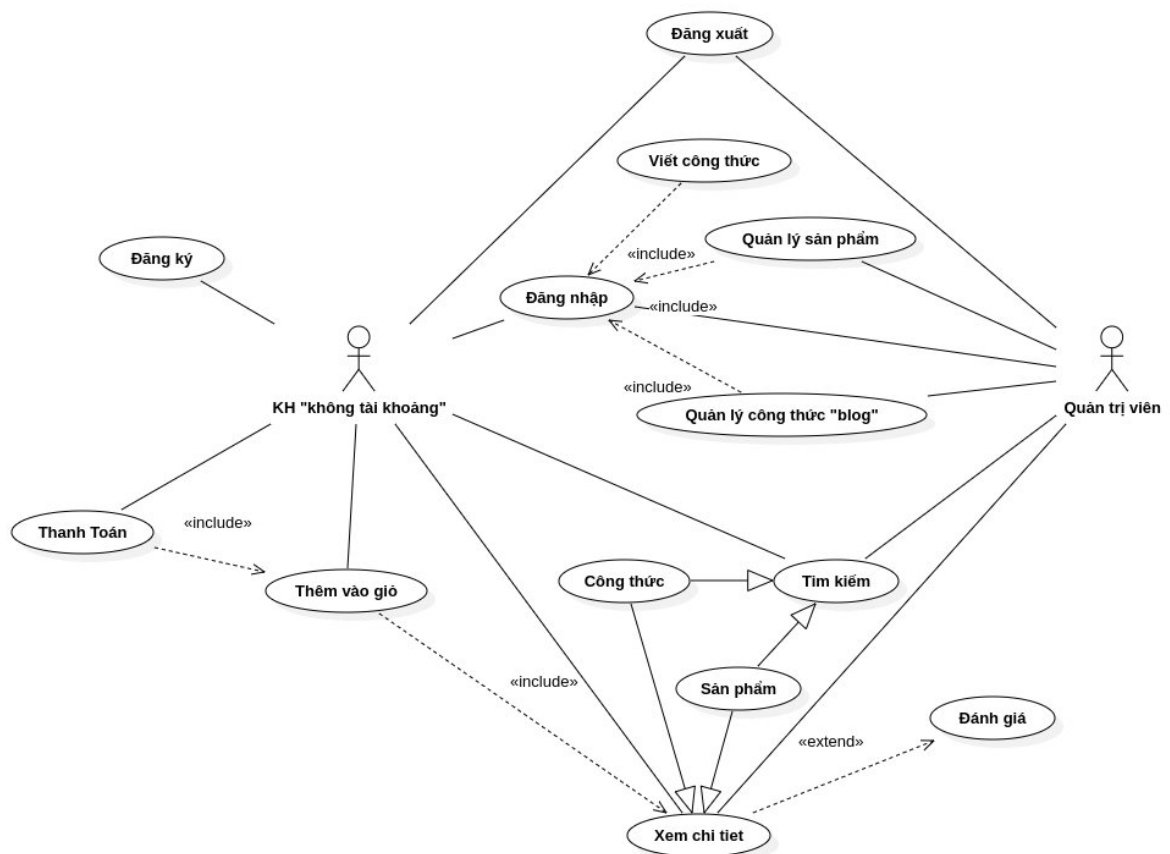 Đăng xuất
Viết công thức
Quản lý sản phẩm
Đăng ký
«include»
Đăng nhập
«include»
«include»
KH "không tài khoảng"
Quản lý công thức "blog"
Quản trị viên
«include»
Thanh Toán
Công thức
Tìm kiếm
Thêm vào giỏ
«include»
Sản phẩm
Đánh giá
«extend»
Xem chi tiet